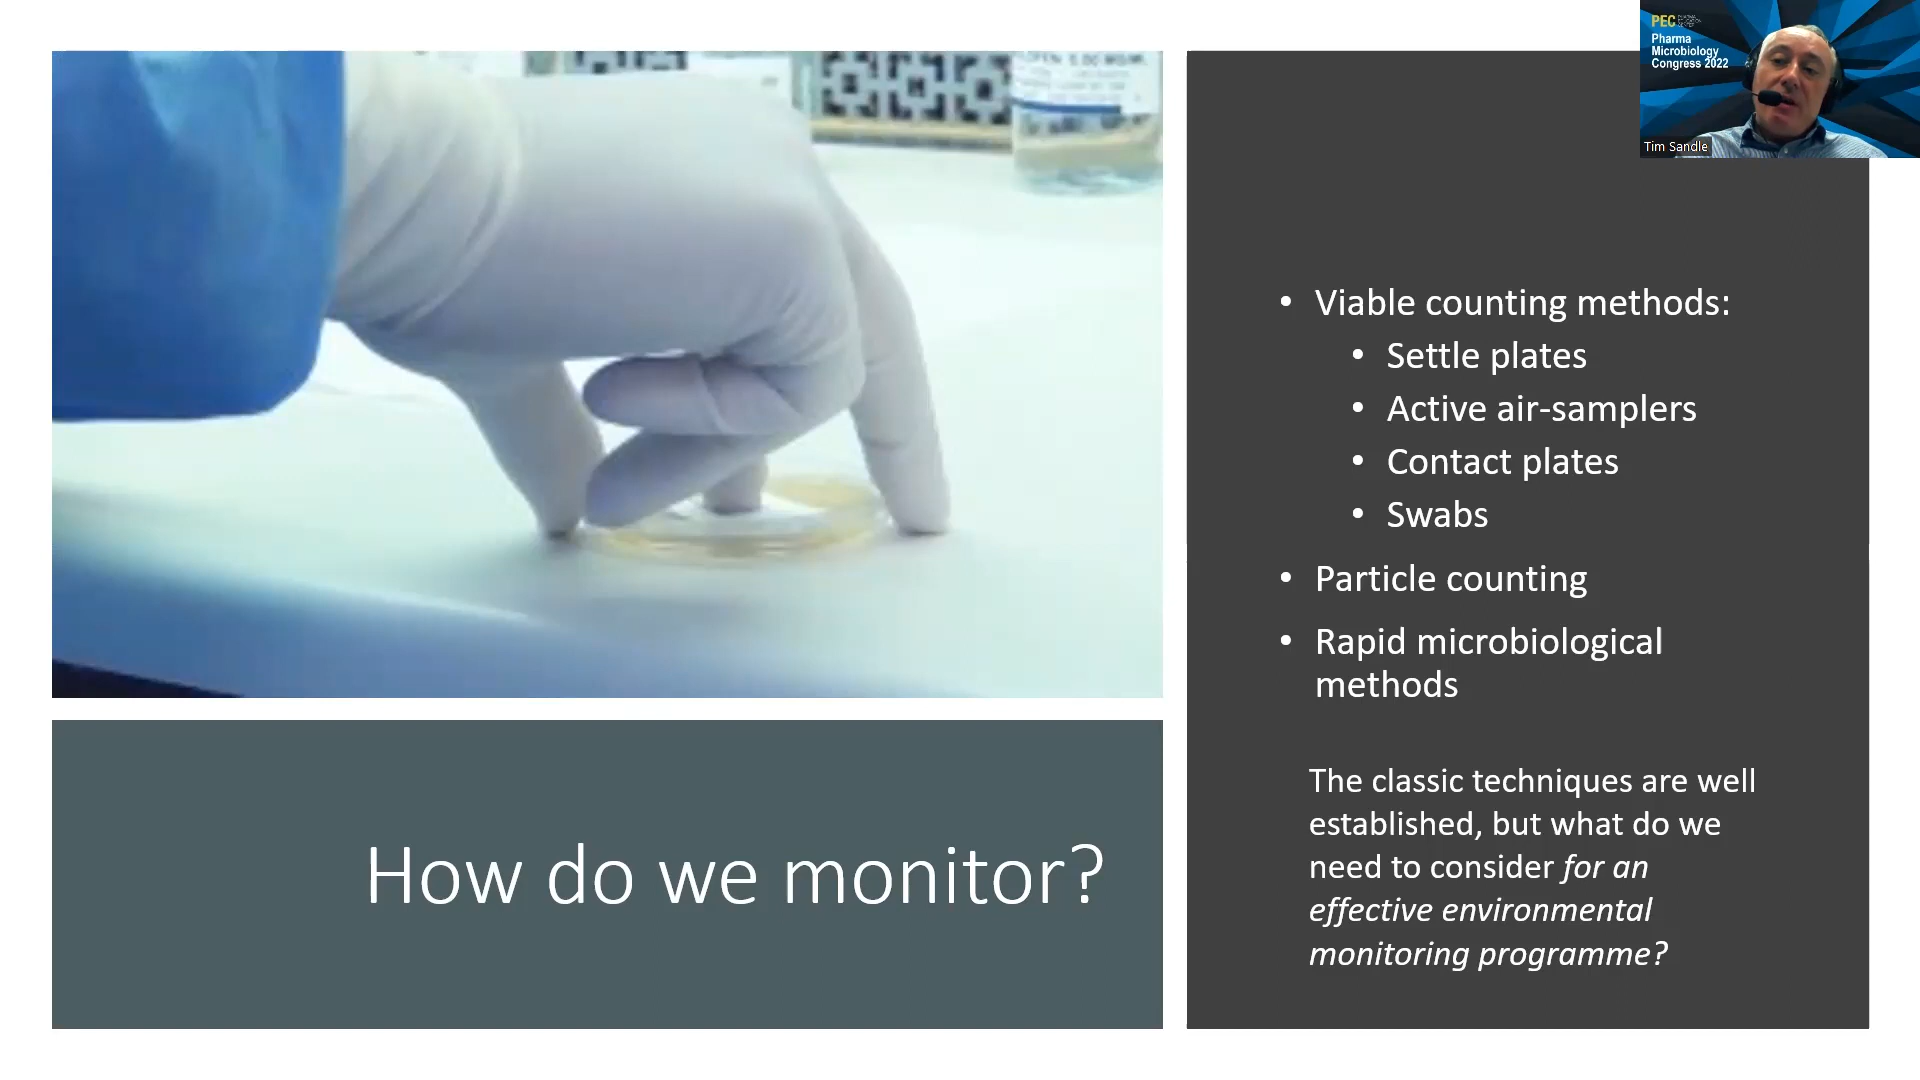 PEC
Pharma
Microbiology
Congress 2022
Tim Sandle
• Viable counting methods:
• Settle plates
• Active air-samplers
• Contact plates
• Swabs
• Particle counting
• Rapid microbiological
methods
The classic techniques are well
established, but what do we
need to consider for an
effective environmental
monitoring programme?
How do we monitor?